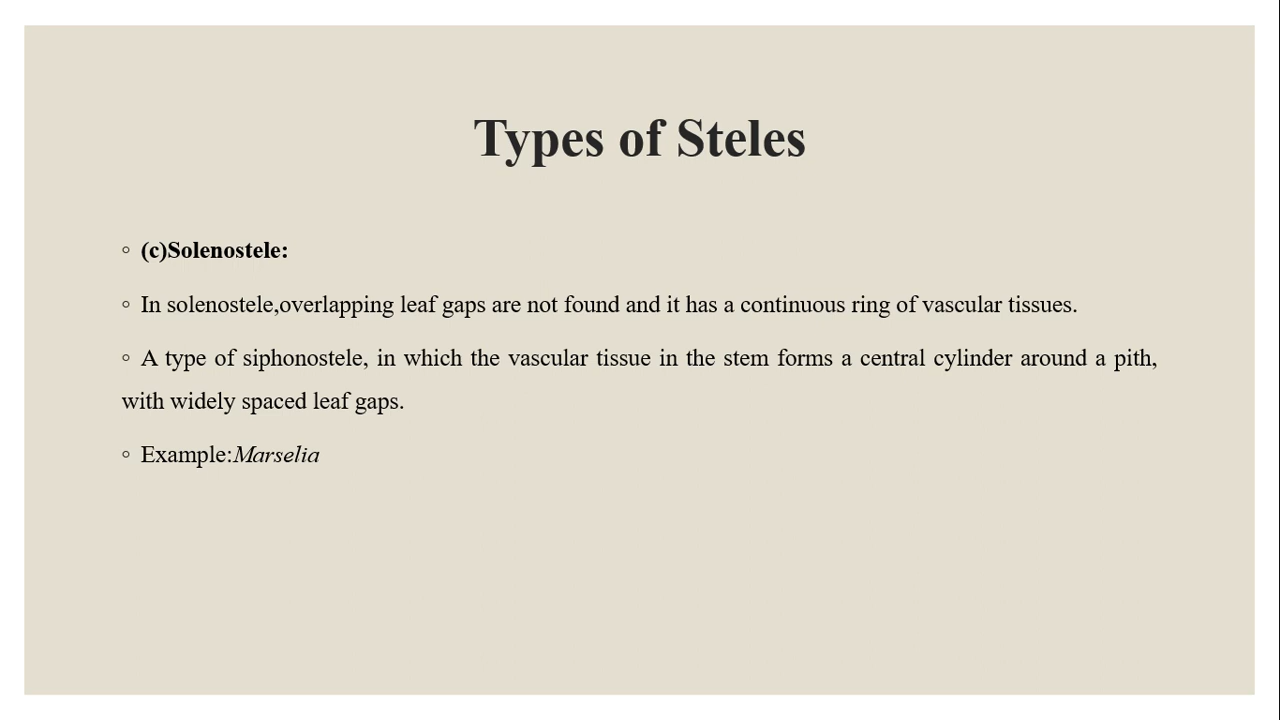 Types of Steles
◦ (c)Solenostele:
◦ In solenostele,overlapping leaf gaps are not found and it has a continuous ring of vascular tissues.
◦ A type of siphonostele, in which the vascular tissue in the stem forms a central cylinder around a pith,
with widely spaced leaf gaps.
◦ Example:Marselia